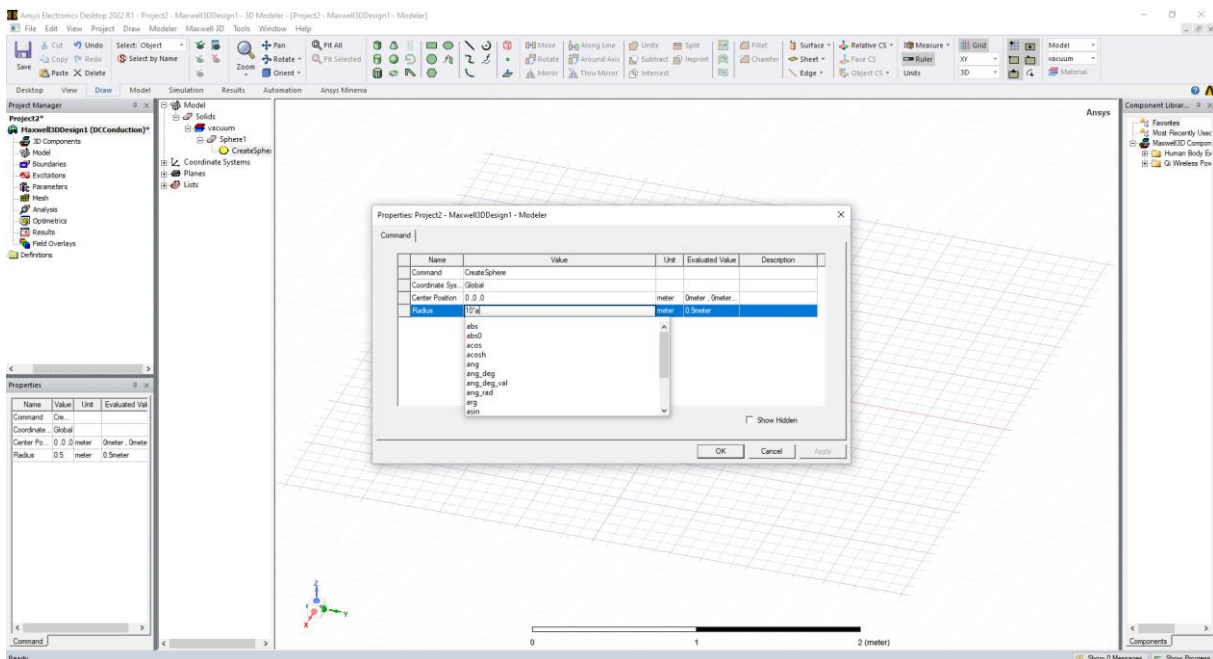 Ansys Electronics Desktop 2022 R1 - Project2 - Maxwell3DDesign1 - 3D Modeler - [Project2 - Maxwell3DDesign1 - Modeler]
File Edit View Project Draw Modeler Maxwell 3D Tools Window Help
Save
Cut Undo Select: Object
Copy Redo Select by Name
Paste Delete
Zoom
Pan Fit All
Rotate Fit Selected
Orient
Move Along Line Unite Split Fillet Surface Relative CS Measure Grid Model
Rotate Around Axis Subtract Imprint Chamfer Sheet Face CS Ruler XY vacuum
Mirror Thru Mirror Intersect Edge Object CS Units 3D Material
Desktop View Draw Model Simulation Results Automation Ansys Minerva
Project Manager
Project2*
Maxwell3DDesign1 (DCConduction)*
3D Components
Model
Boundaries
Excitations
Parameters
Mesh
Analysis
Optimetrics
Results
Field Overlays
Definitions
Model
Solids
vacuum
Sphere1
CreateSphe
Coordinate Systems
Planes
Lists
Ansys
Component Librar...
Favorites
Most Recently Usec
Maxwell3D Compon
Human Body Ex
Qi Wireless Pow
Properties: Project2 - Maxwell3DDesign1 - Modeler
Command
Name Value Unit Evaluated Value Description
Command CreateSphere
Coordinate Sys... Global
Center Position 0 ,0 ,0 meter 0meter , 0meter...
Radius 10*a meter 0.5meter
abs
abs0
acos
acosh
ang
ang_deg
ang_deg_val
ang_rad
arg
asin
Show Hidden
OK Cancel Apply
Properties
Name Value Unit Evaluated Val
Command Cre...
Coordinate... Global
Center Po... 0 ,0 ,0 meter 0meter , 0mete
Radius 0.5 meter 0.5meter
Command
Z
Y
X
0 1 2 (meter)
Components
Ready
Show 0 Messages Show Progress